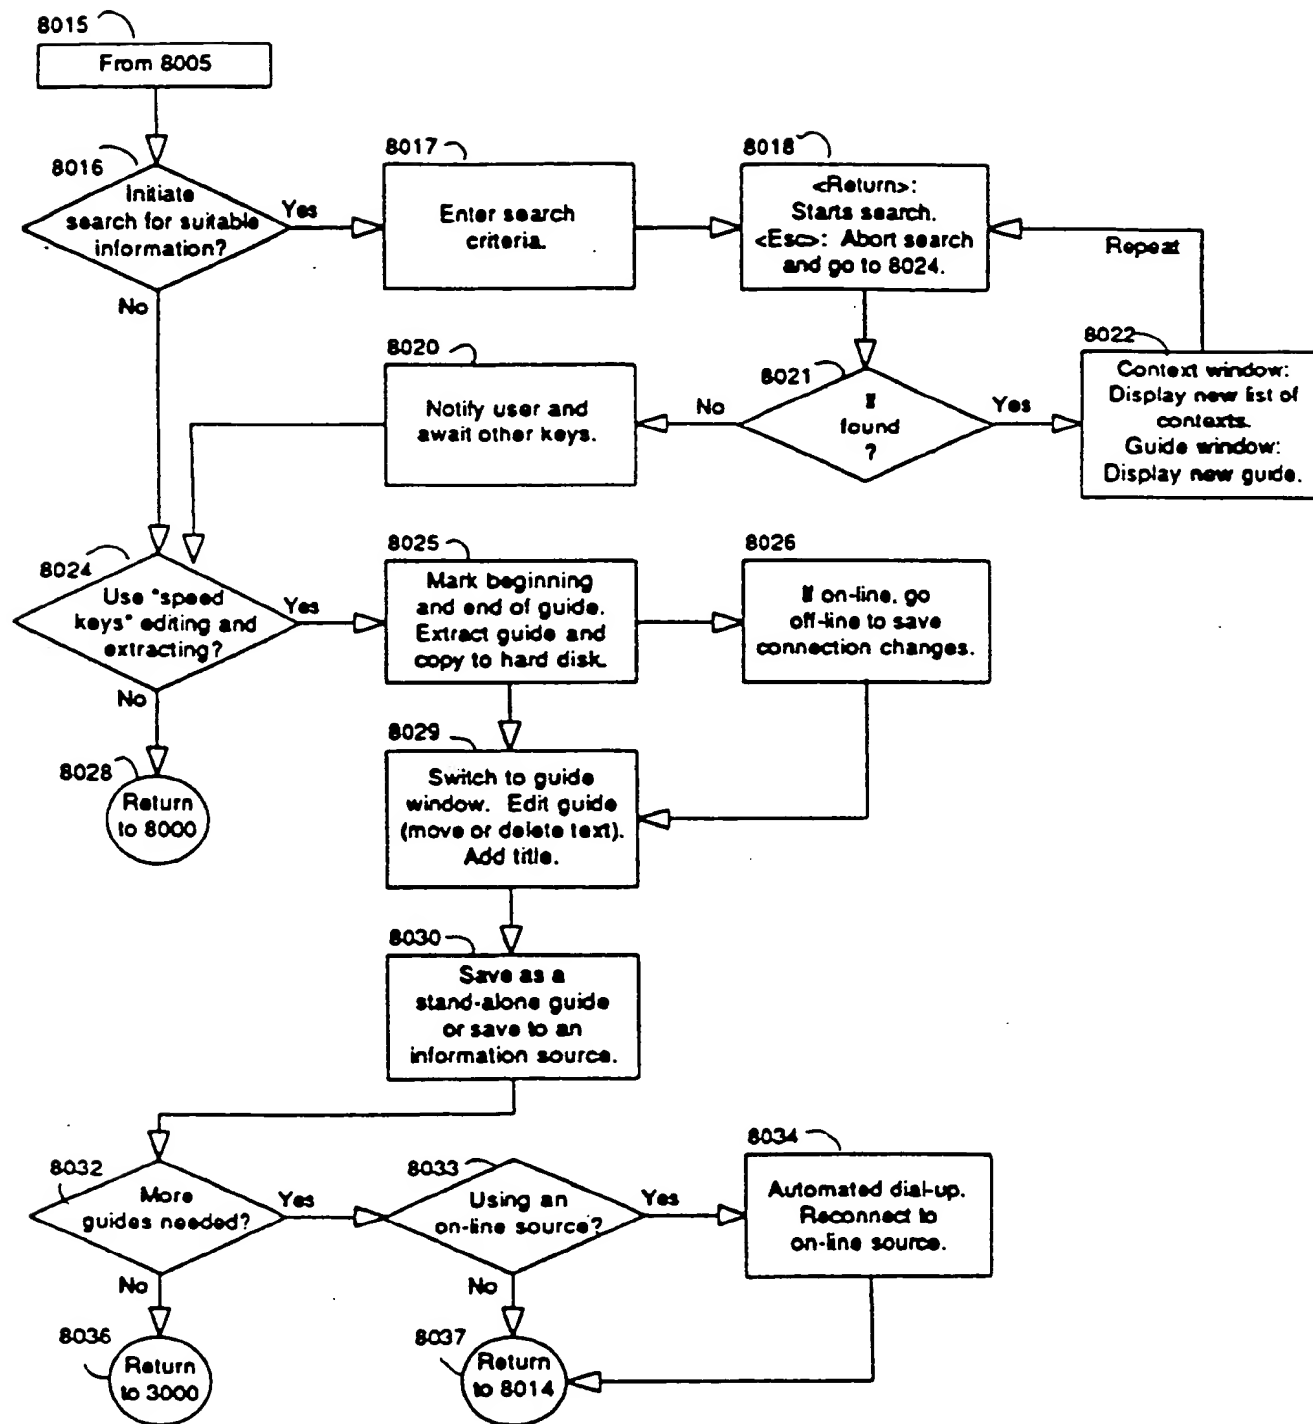 8015
From 8005
8016
Initiate
search for suitable
information?
Yes
No
8017
Enter search
criteria.
8018
<Return>:
Starts search.
<Esc>: Abort search
and go to 8024.
Repeat
8020
Notify user and
await other keys.
8021
If
found
?
No
Yes
8022
Context window:
Display new list of
contexts.
Guide window:
Display new guide.
8024
Use "speed
keys" editing and
extracting?
Yes
No
8025
Mark beginning
and end of guide.
Extract guide and
copy to hard disk.
8026
If on-line, go
off-line to save
connection changes.
8028
Return
to 8000
8029
Switch to guide
window. Edit guide
(move or delete text).
Add title.
8030
Save as a
stand-alone guide
or save to an
information source.
8032
More
guides needed?
Yes
No
8033
Using an
on-line source?
Yes
No
8034
Automated dial-up.
Reconnect to
on-line source.
8036
Return
to 3000
8037
Return
to 8014